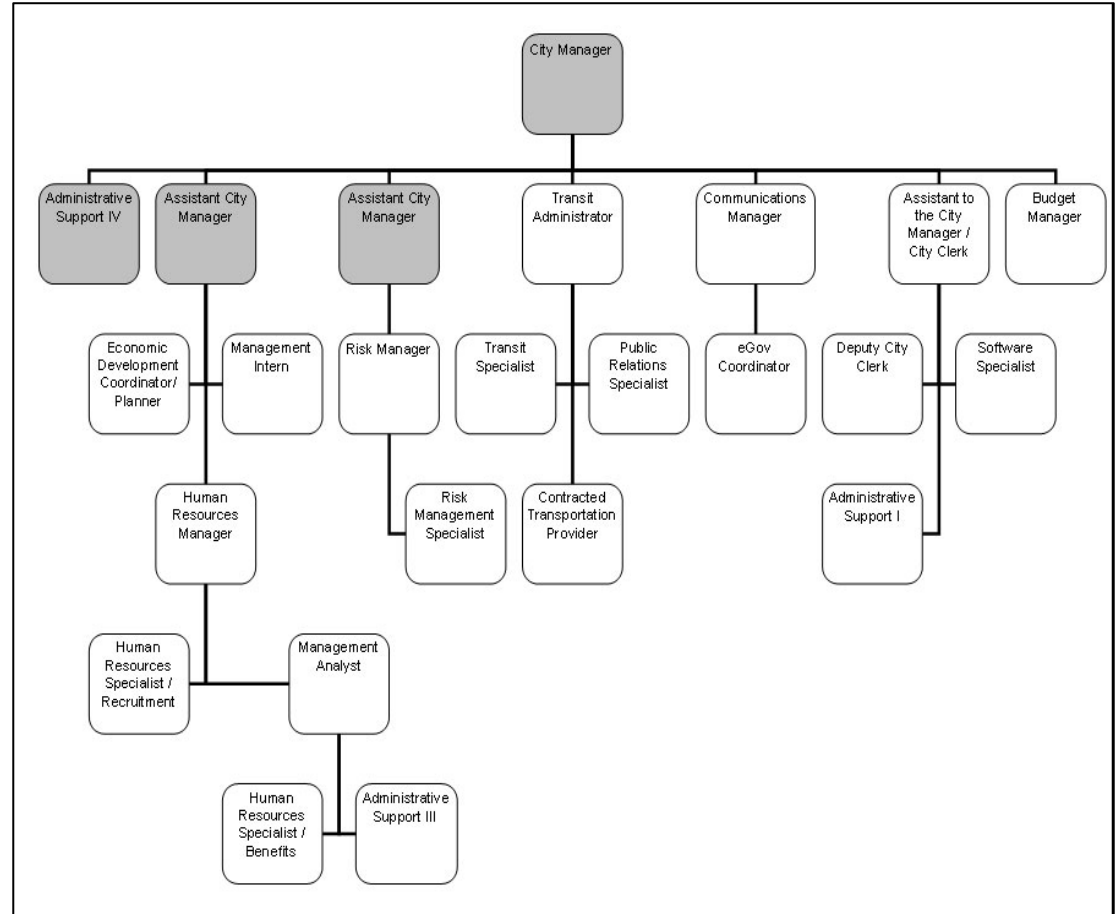 City Manager
Administrative
Support IV
Assistant City
Manager
Assistant City
Manager
Transit
Administrator
Communications
Manager
Assistant to
the City
Manager /
City Clerk
Budget
Manager
Economic
Development
Coordinator/
Planner
Management
Intern
Risk Manager
Transit
Specialist
Public
Relations
Specialist
eGov
Coordinator
Deputy City
Clerk
Software
Specialist
Human
Resources
Manager
Risk
Management
Specialist
Contracted
Transportation
Provider
Administrative
Support I
Human
Resources
Specialist /
Recruitment
Management
Analyst
Human
Resources
Specialist /
Benefits
Administrative
Support III